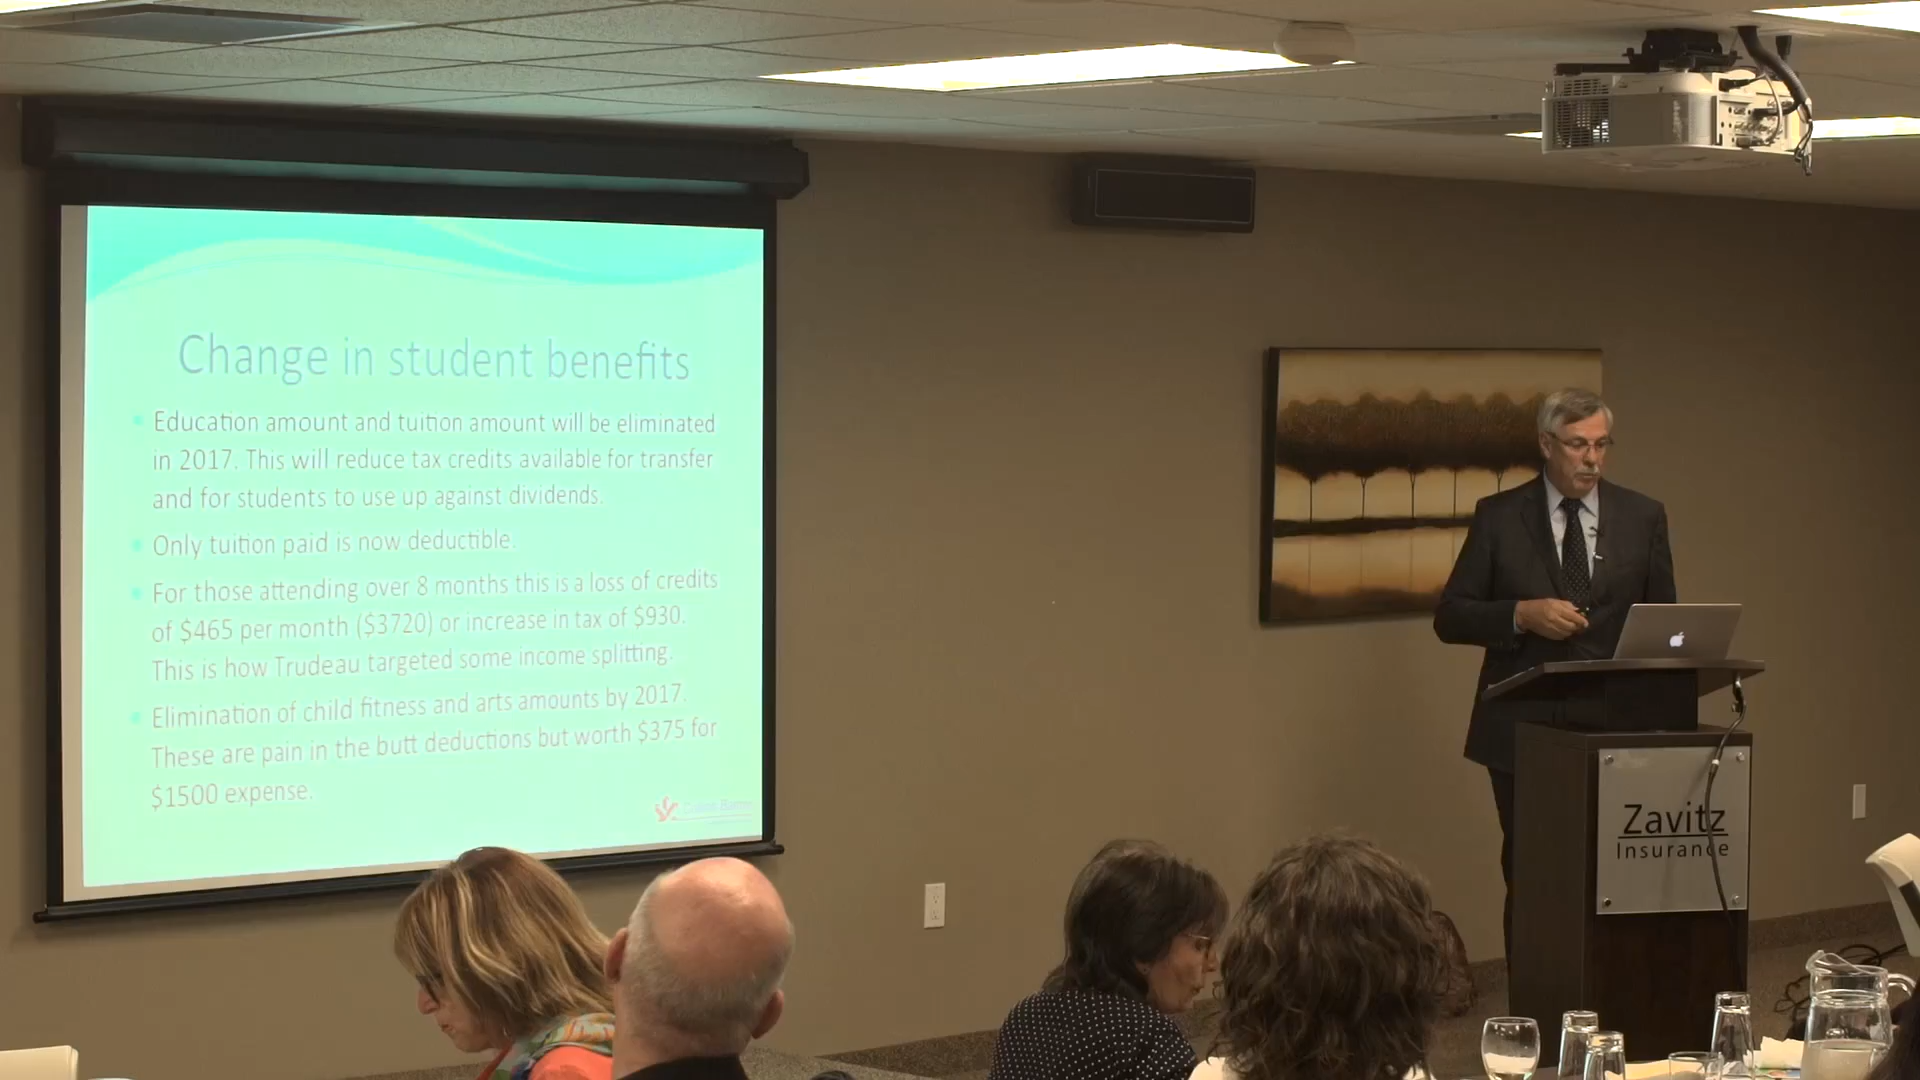 Change in student benefits
Education amount and tuition amount will be eliminated
in 2017. This will reduce tax credits available for transfer
and for students to use up against dividends.
Only tuition paid is now deductible.
For those attending over 8 months this is a loss of credits
of $465 per month ($3720) or increase in tax of $930.
This is how Trudeau targeted some income splitting.
Elimination of child fitness and arts amounts by 2017.
These are pain in the butt deductions but worth $375 for
$1500 expense.
Zavitz
Insurance